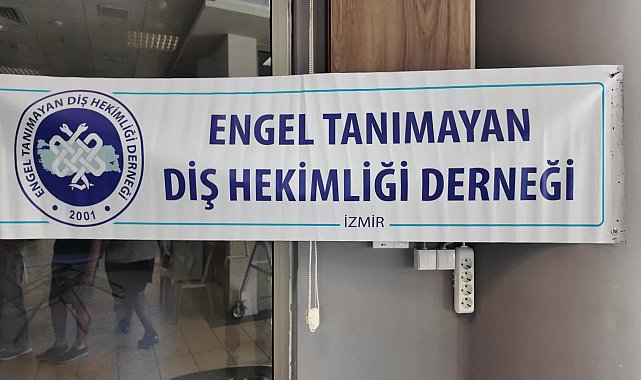 ENGEL TANIMAYAN DİŞ HEKİMLİĞİ DERNEĞİ
2001
ENGEL TANIMAYAN
DİŞ HEKİMLİĞİ DERNEĞİ
İZMİR